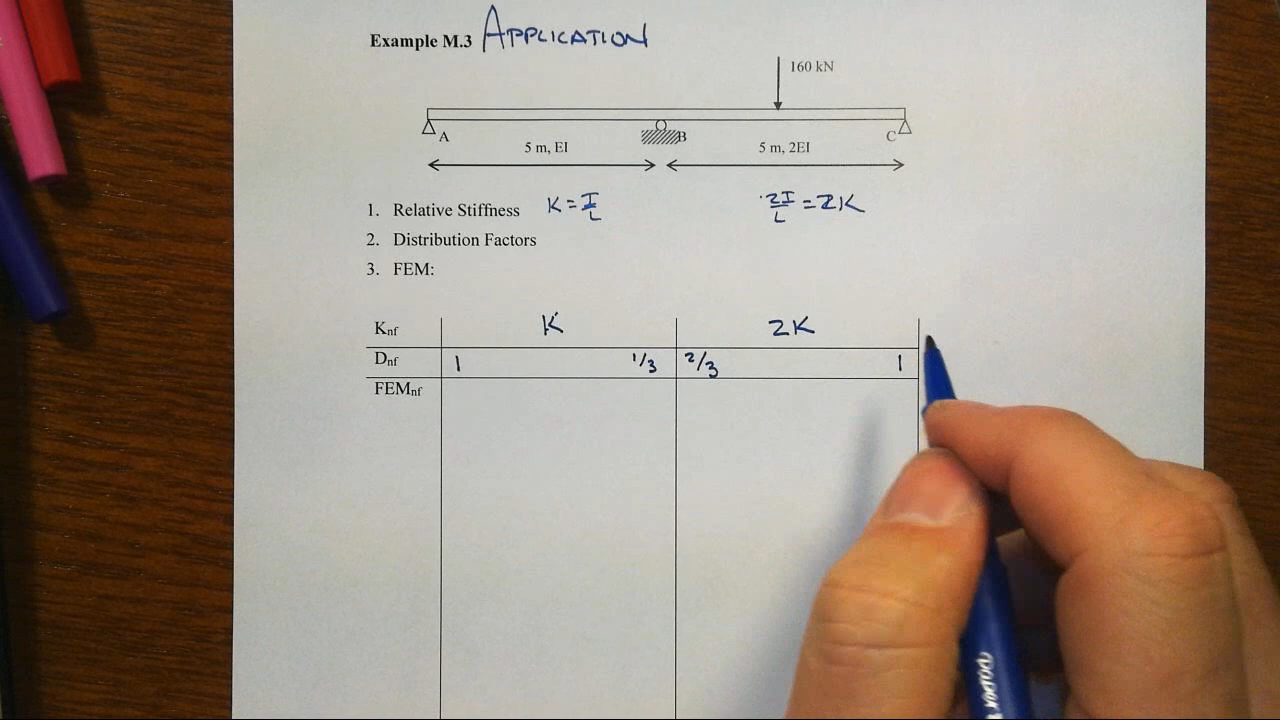 Example M.3 APPLICATION
160 kN
A B C
5 m, EI 5 m, 2EI
1. Relative Stiffness K = I/L 2I/L = 2K
2. Distribution Factors
3. FEM:
Knf K 2K
Dnf 1 1/3 2/3 1
FEMnf